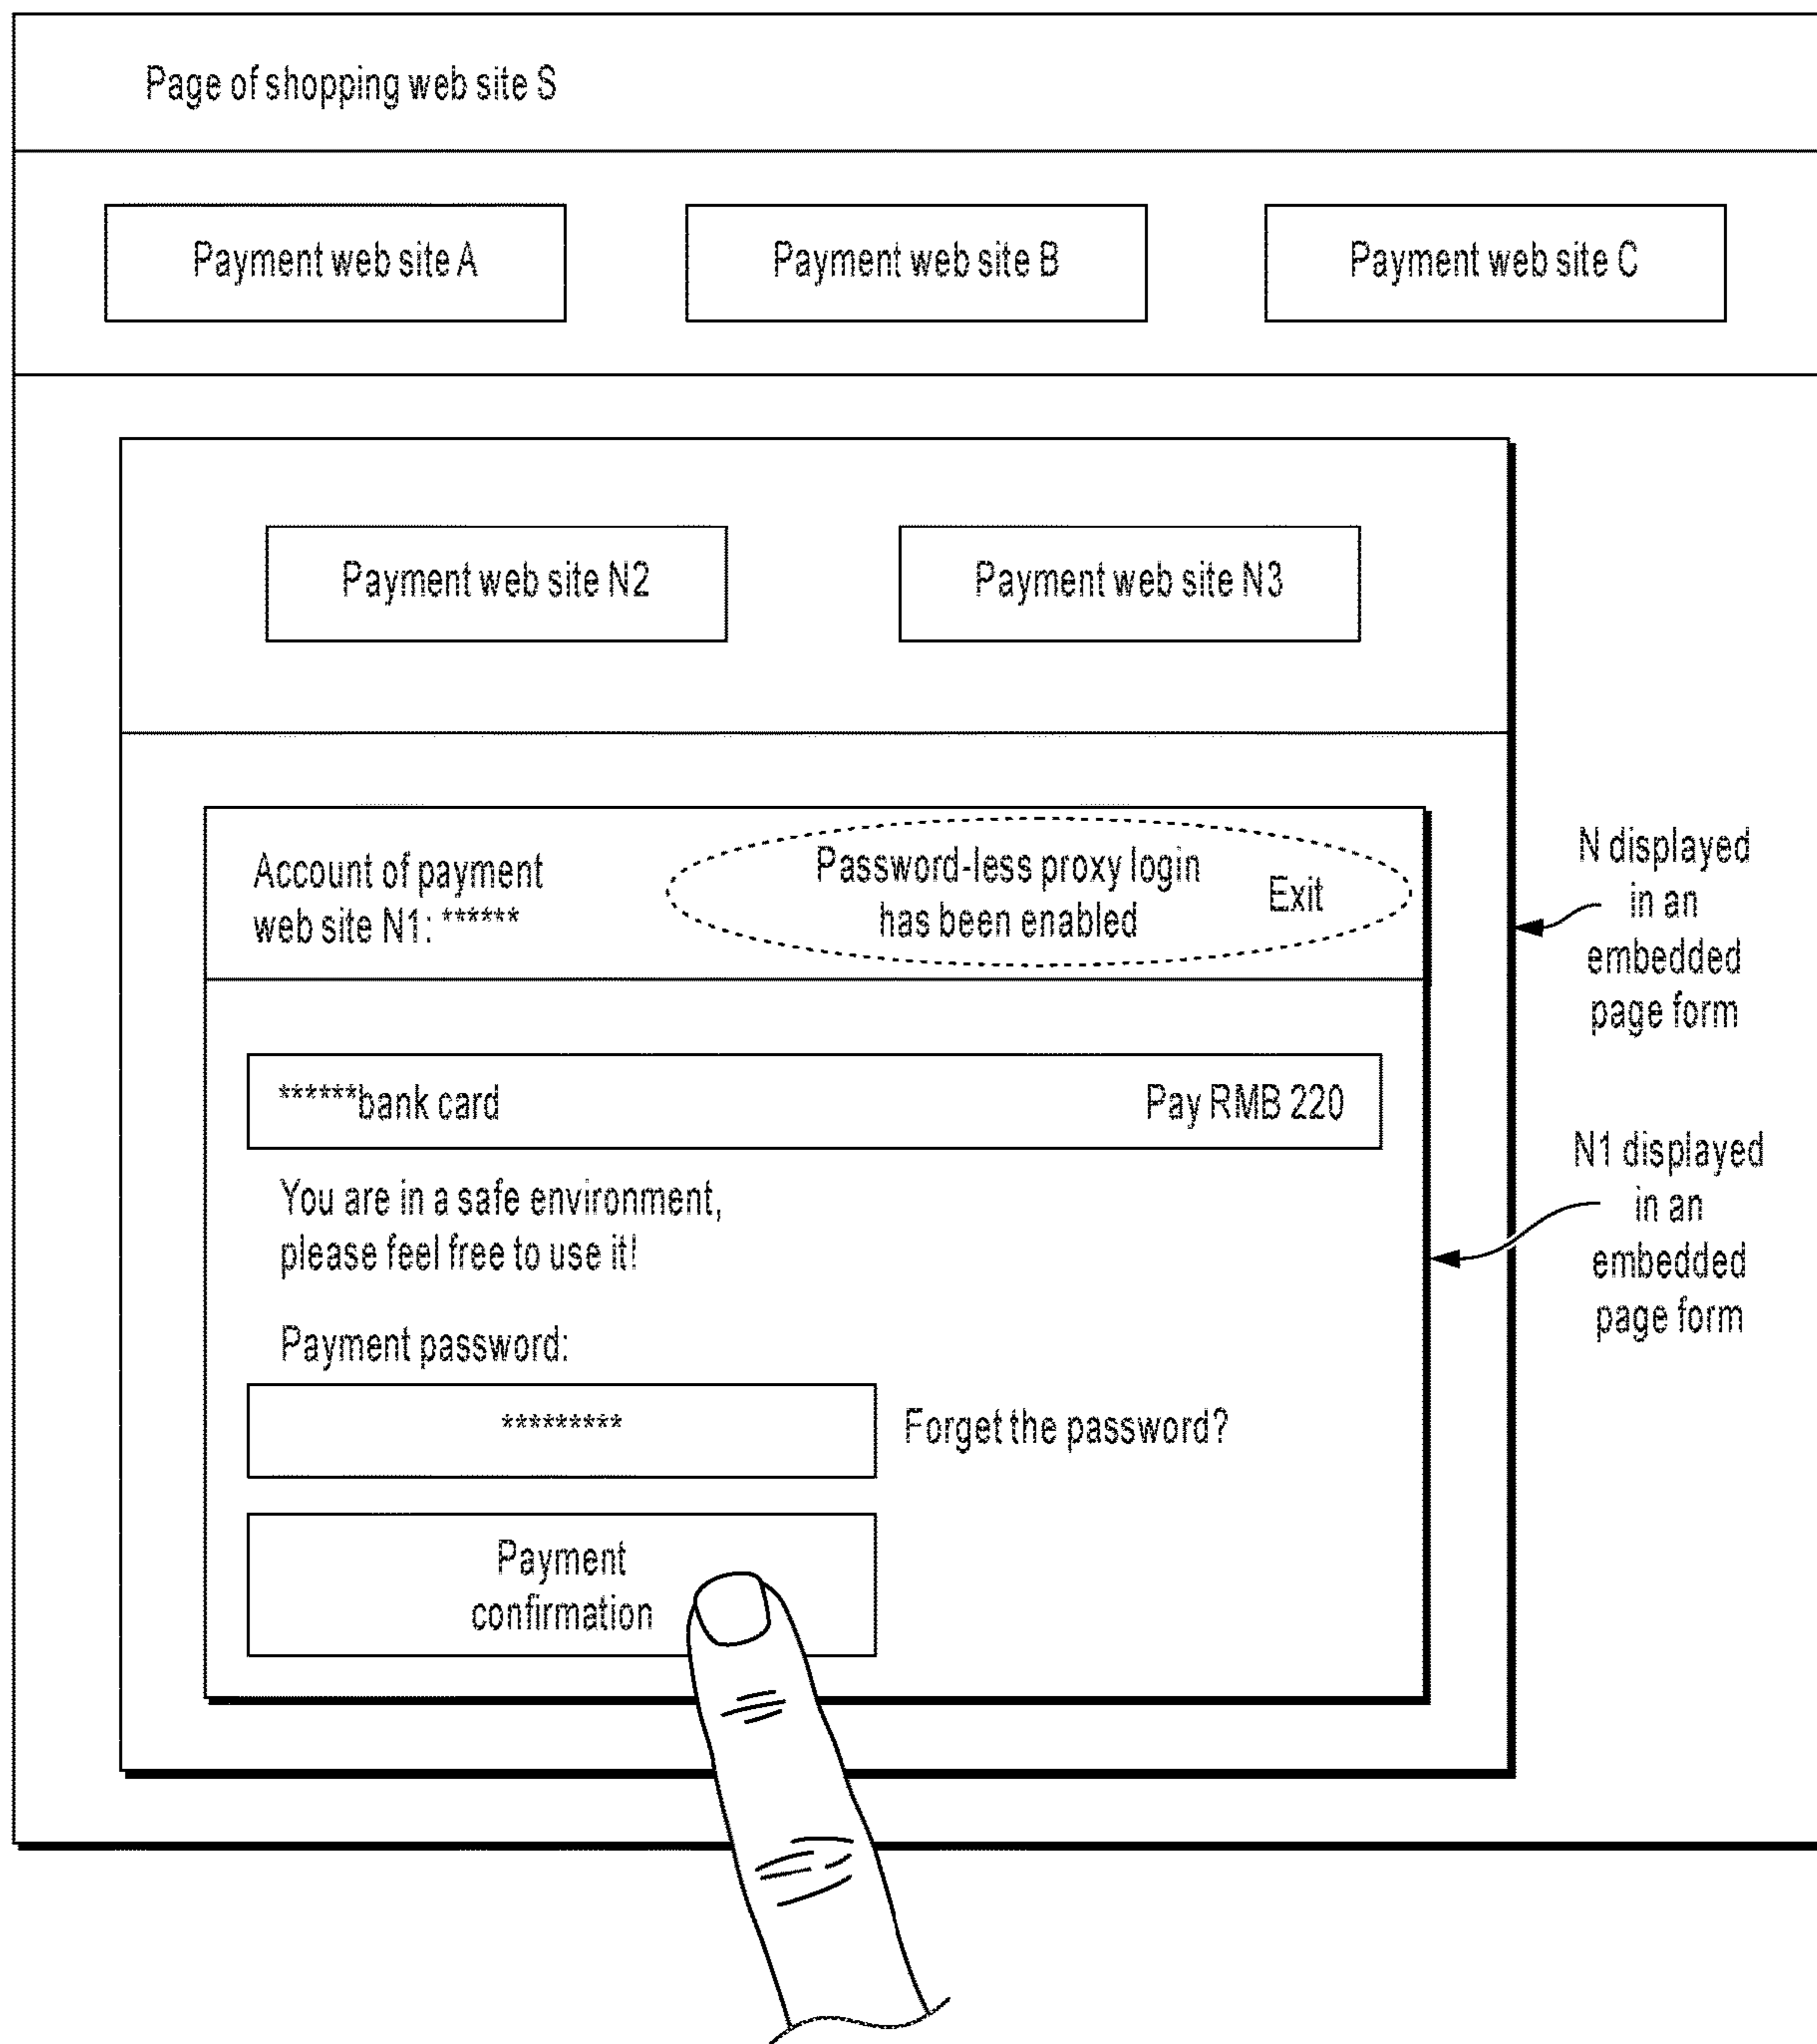 Page of shopping web site S
Payment web site A
Payment web site B
Payment web site C
Payment web site N2
Payment web site N3
Account of payment
web site N1: ******
Password-less proxy login
has been enabled
Exit
N displayed
in an
embedded
page form
******bank card
Pay RMB 220
N1 displayed
in an
embedded
page form
You are in a safe environment,
please feel free to use it!
Payment password:
*********
Forget the password?
Payment
confirmation